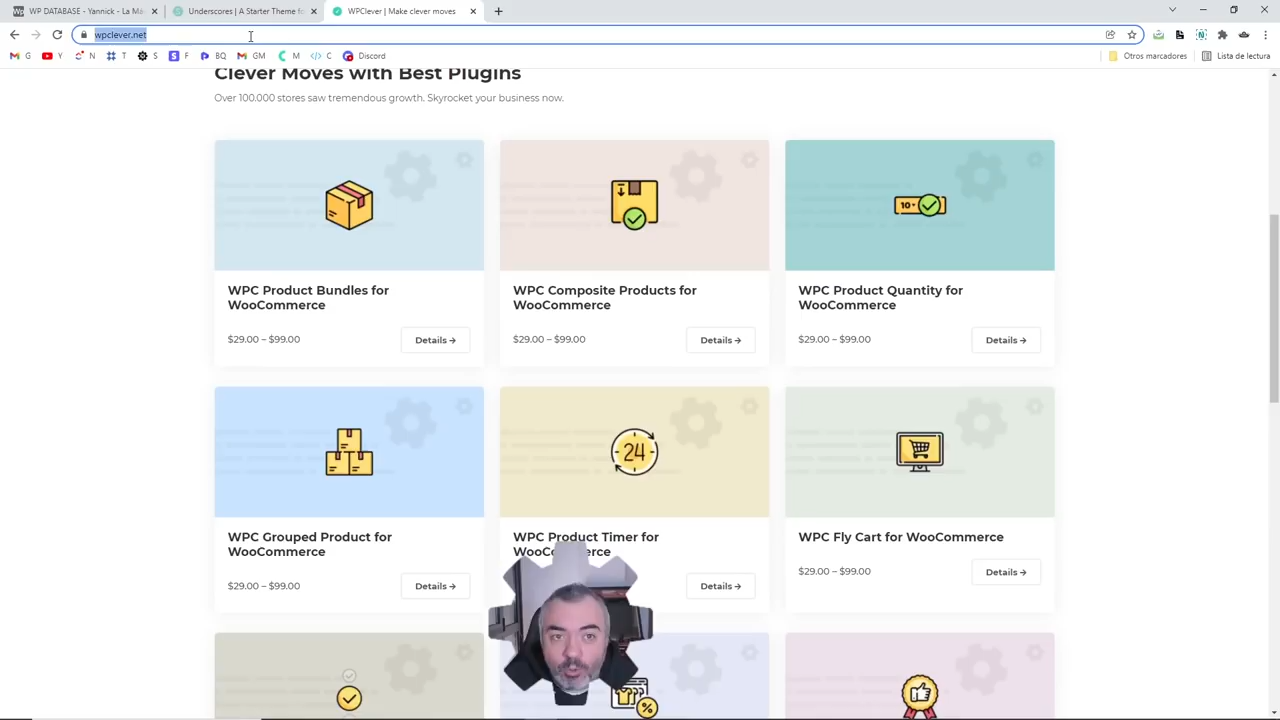 WP DATABASE - Yannick - La Má
Underscores | A Starter Theme fo
WPClever | Make clever moves
wpclever.net
G
Y
N
T
S
F
BQ
GM
M
C
Discord
Otros marcadores
Lista de lectura
Clever Moves with Best Plugins
Over 100.000 stores saw tremendous growth. Skyrocket your business now.
10+
WPC Product Bundles for
WooCommerce
$29.00 – $99.00
Details →
WPC Composite Products for
WooCommerce
$29.00 – $99.00
Details →
WPC Product Quantity for
WooCommerce
$29.00 – $99.00
Details →
24
WPC Grouped Product for
WooCommerce
$29.00 – $99.00
Details →
WPC Product Timer for
Details →
WPC Fly Cart for WooCommerce
$29.00 – $99.00
Details →
%